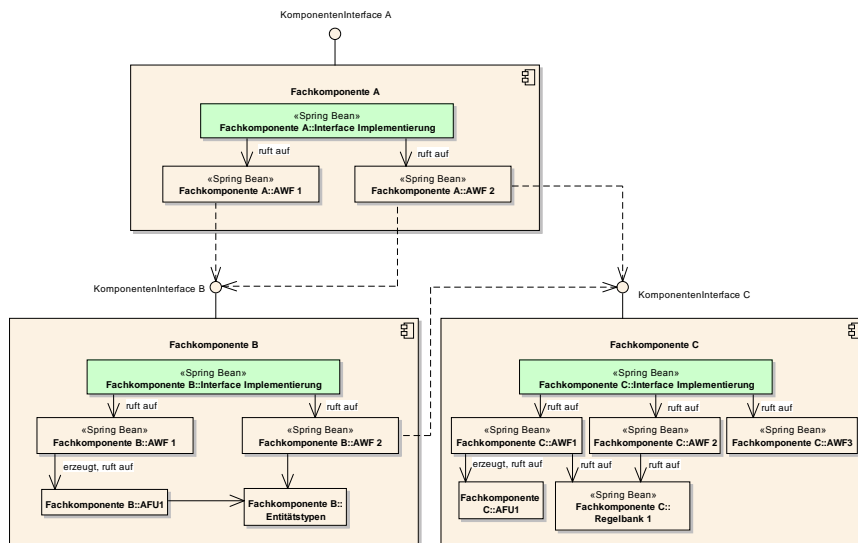 KomponentenInterface A
Fachkomponente A
«Spring Bean»
Fachkomponente A::Interface Implementierung
ruft auf
ruft auf
«Spring Bean»
Fachkomponente A::AWF 1
«Spring Bean»
Fachkomponente A::AWF 2
KomponentenInterface B
KomponentenInterface C
Fachkomponente B
«Spring Bean»
Fachkomponente B::Interface Implementierung
ruft auf
ruft auf
«Spring Bean»
Fachkomponente B::AWF 1
«Spring Bean»
Fachkomponente B::AWF 2
erzeugt, ruft auf
Fachkomponente B::AFU1
Fachkomponente B::
Entitätstypen
Fachkomponente C
«Spring Bean»
Fachkomponente C::Interface Implementierung
ruft auf
ruft auf
ruft auf
«Spring Bean»
Fachkomponente C::AWF1
«Spring Bean»
Fachkomponente C::AWF 2
«Spring Bean»
Fachkomponente C::AWF3
erzeugt, ruft auf
ruft auf
ruft auf
Fachkomponente
C::AFU1
«Spring Bean»
Fachkomponente C::
Regelbank 1